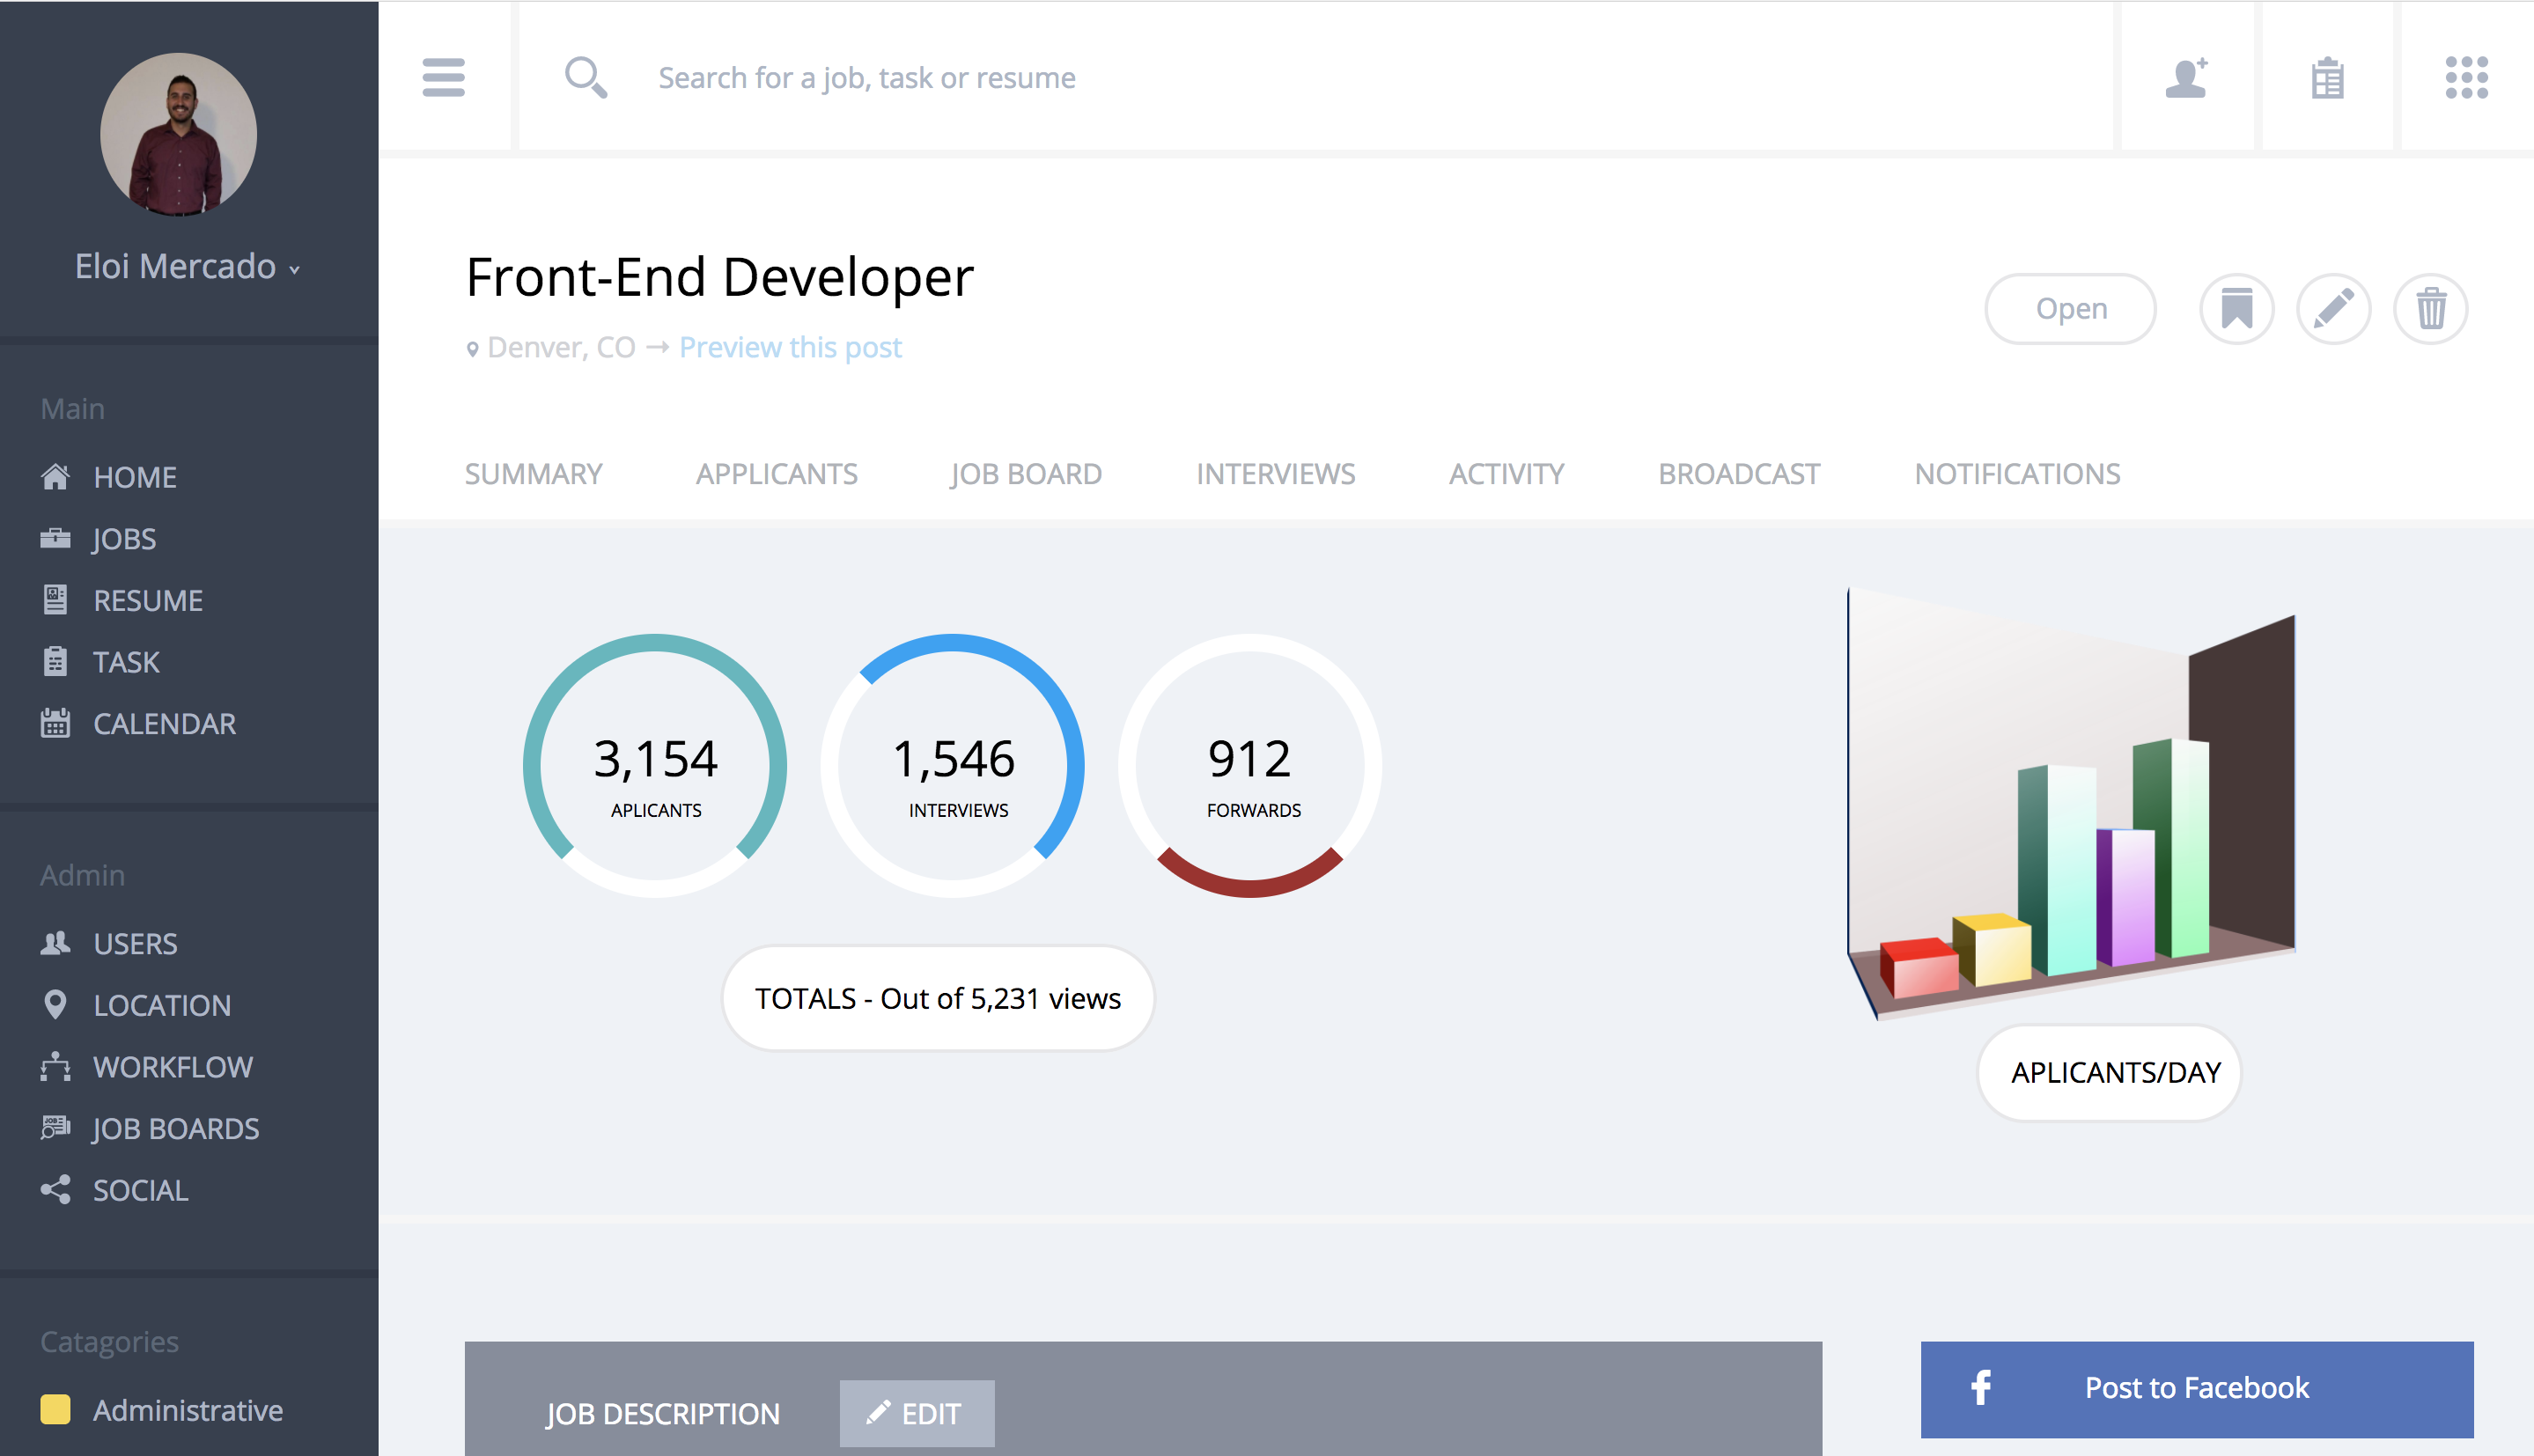 Eloi Mercado
Main
HOME
JOBS
RESUME
TASK
CALENDAR
Admin
USERS
LOCATION
WORKFLOW
JOB BOARDS
SOCIAL
Catagories
Administrative
Search for a job, task or resume
Front-End Developer
Denver, CO → Preview this post
Open
SUMMARY APPLICANTS JOB BOARD INTERVIEWS ACTIVITY BROADCAST NOTIFICATIONS
3,154
APLICANTS
1,546
INTERVIEWS
912
FORWARDS
TOTALS - Out of 5,231 views
APLICANTS/DAY
JOB DESCRIPTION
EDIT
Post to Facebook